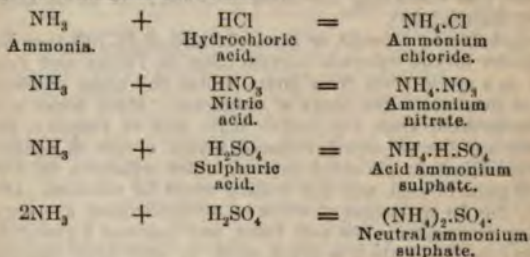 NH₃ + HCl = NH₄.Cl
Ammonia. Hydrochloric acid. Ammonium chloride.
NH₃ + HNO₃ = NH₄.NO₃
Nitric acid. Ammonium nitrate.
NH₃ + H₂SO₄ = NH₄.H.SO₄
Sulphuric acid. Acid ammonium sulphate.
2NH₃ + H₂SO₄ = (NH₄)₂.SO₄.
Neutral ammonium sulphate.